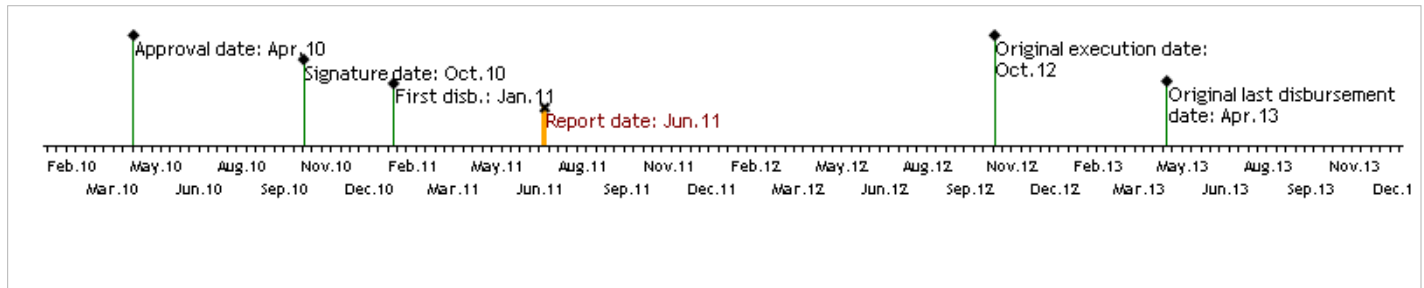 Approval date: Apr.10
Signature date: Oct.10
First disb.: Jan.11
Report date: Jun.11
Original execution date:
Oct.12
Original last disbursement
date: Apr.13
Feb.10 May.10 Aug.10 Nov.10 Feb.11 May.11 Aug.11 Nov.11 Feb.12 May.12 Aug.12 Nov.12 Feb.13 May.13 Aug.13 Nov.13
Mar.10 Jun.10 Sep.10 Dec.10 Mar.11 Jun.11 Sep.11 Dec.11 Mar.12 Jun.12 Sep.12 Dec.12 Mar.13 Jun.13 Sep.13 Dec.1